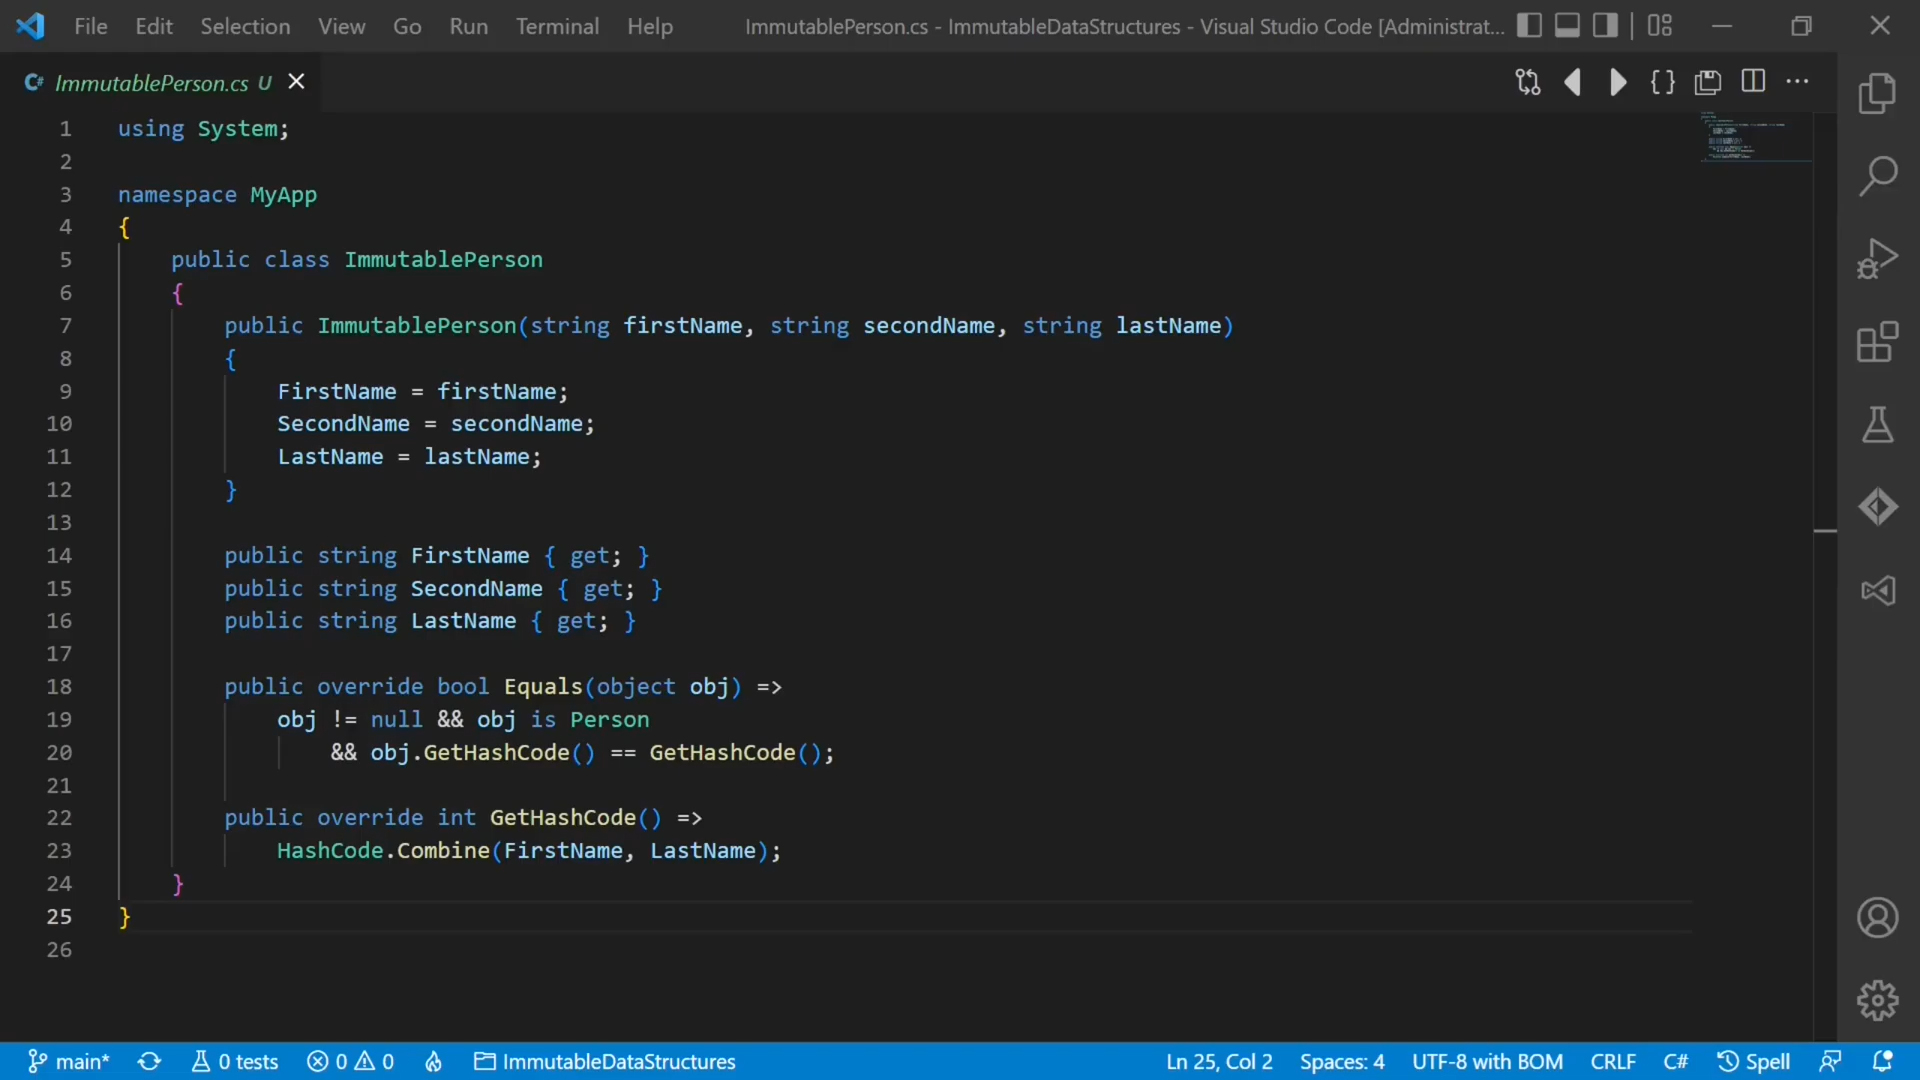 File Edit Selection View Go Run Terminal Help ImmutablePerson.cs - ImmutableDataStructures - Visual Studio Code [Administrat...
C# ImmutablePerson.cs U
1 using System;
2
3 namespace MyApp
4 {
5 public class ImmutablePerson
6 {
7 public ImmutablePerson(string firstName, string secondName, string lastName)
8 {
9 FirstName = firstName;
10 SecondName = secondName;
11 LastName = lastName;
12 }
13
14 public string FirstName { get; }
15 public string SecondName { get; }
16 public string LastName { get; }
17
18 public override bool Equals(object obj) =>
19 obj != null && obj is Person
20 && obj.GetHashCode() == GetHashCode();
21
22 public override int GetHashCode() =>
23 HashCode.Combine(FirstName, LastName);
24 }
25 }
26
main* 0 tests 0 0 ImmutableDataStructures Ln 25, Col 2 Spaces: 4 UTF-8 with BOM CRLF C# Spell